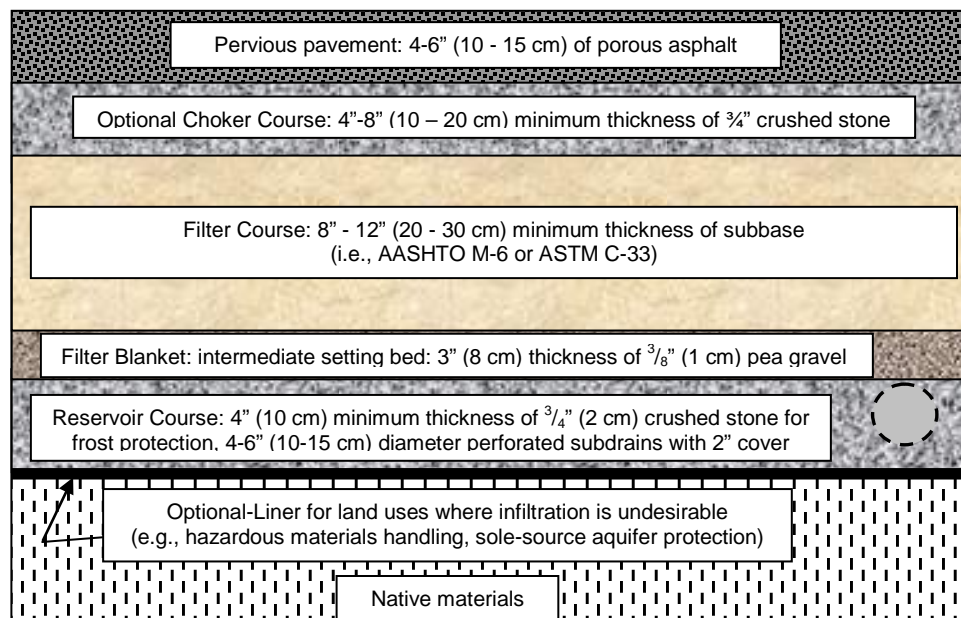 Pervious pavement: 4-6” (10 - 15 cm) of porous asphalt
Optional Choker Course: 4”-8” (10 – 20 cm) minimum thickness of ¾” crushed stone
Filter Course: 8” - 12” (20 - 30 cm) minimum thickness of subbase
(i.e., AASHTO M-6 or ASTM C-33)
Filter Blanket: intermediate setting bed: 3” (8 cm) thickness of 3/8” (1 cm) pea gravel
Reservoir Course: 4” (10 cm) minimum thickness of 3/4” (2 cm) crushed stone for
frost protection, 4-6” (10-15 cm) diameter perforated subdrains with 2” cover
Optional-Liner for land uses where infiltration is undesirable
(e.g., hazardous materials handling, sole-source aquifer protection)
Native materials